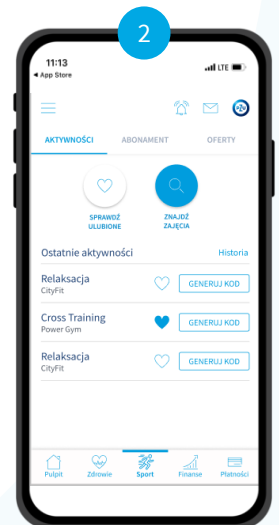 2
11:13
App Store
LTE
PZU
AKTYWNOŚCI ABONAMENT OFERTY
SPRAWDŹ ULUBIONE
ZNAJDŹ ZAJĘCIA
Ostatnie aktywności Historia
Relaksacja
CityFit
GENERUJ KOD
Cross Training
Power Gym
GENERUJ KOD
Relaksacja
CityFit
GENERUJ KOD
Pulpit Zdrowie Sport Finanse Płatności